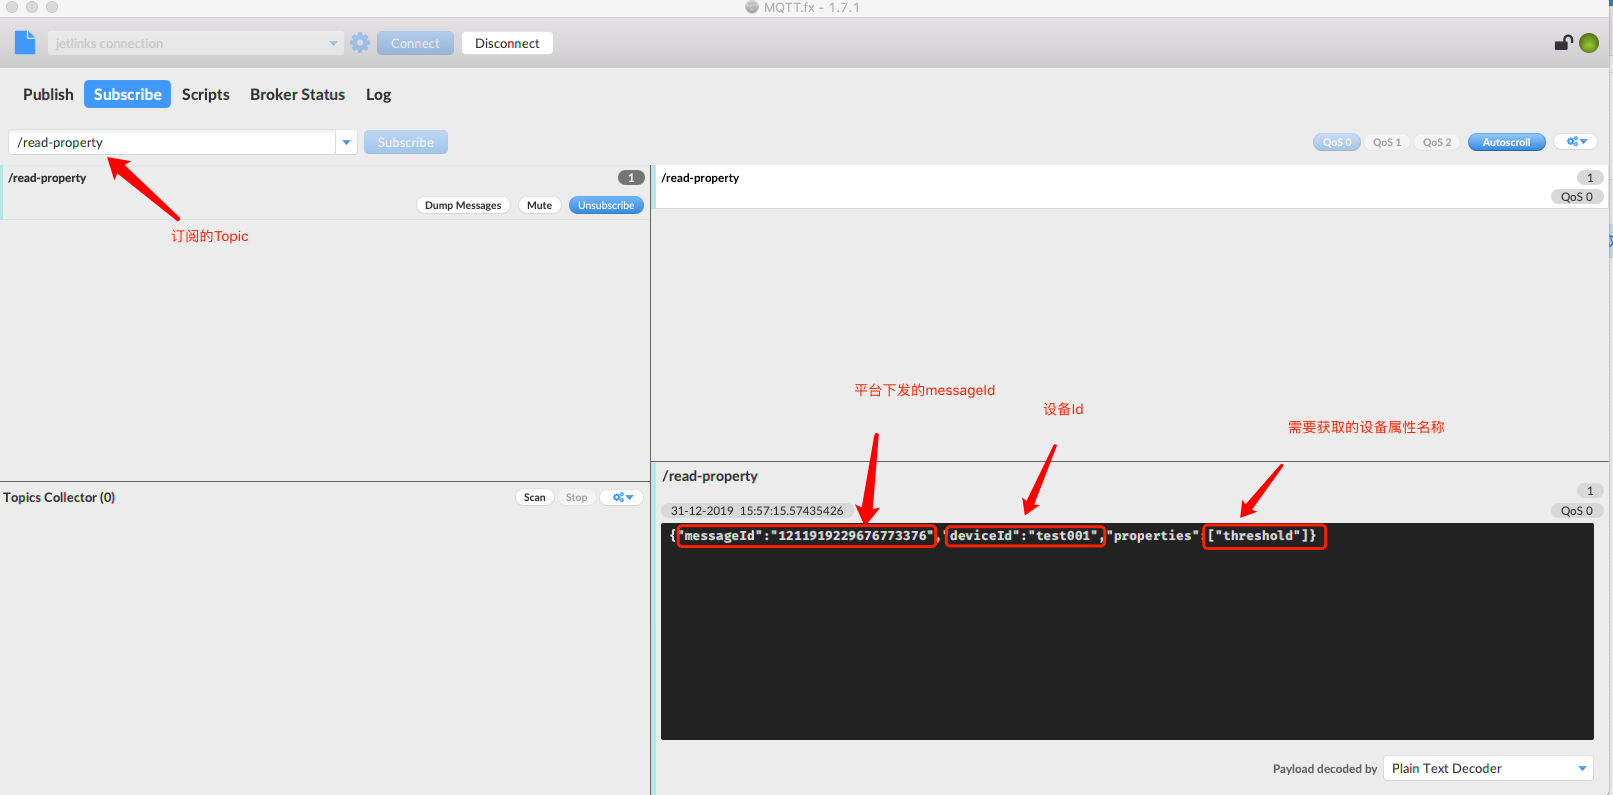 MQTT.fx - 1.7.1
jetlinks connection
Connect
Disconnect
Publish
Subscribe
Scripts
Broker Status
Log
/read-property
Subscribe
QoS 0
QoS 1
QoS 2
Autoscroll
/read-property
1
Dump Messages
Mute
Unsubscribe
订阅的Topic
/read-property
1
QoS 0
平台下发的messageId
设备Id
需要获取的设备属性名称
Topics Collector (0)
Scan
Stop
/read-property
1
31-12-2019 15:57:15.57435426
QoS 0
{"messageId":"1211919229676773376","deviceId":"test001","properties":["threshold"]}
Payload decoded by
Plain Text Decoder